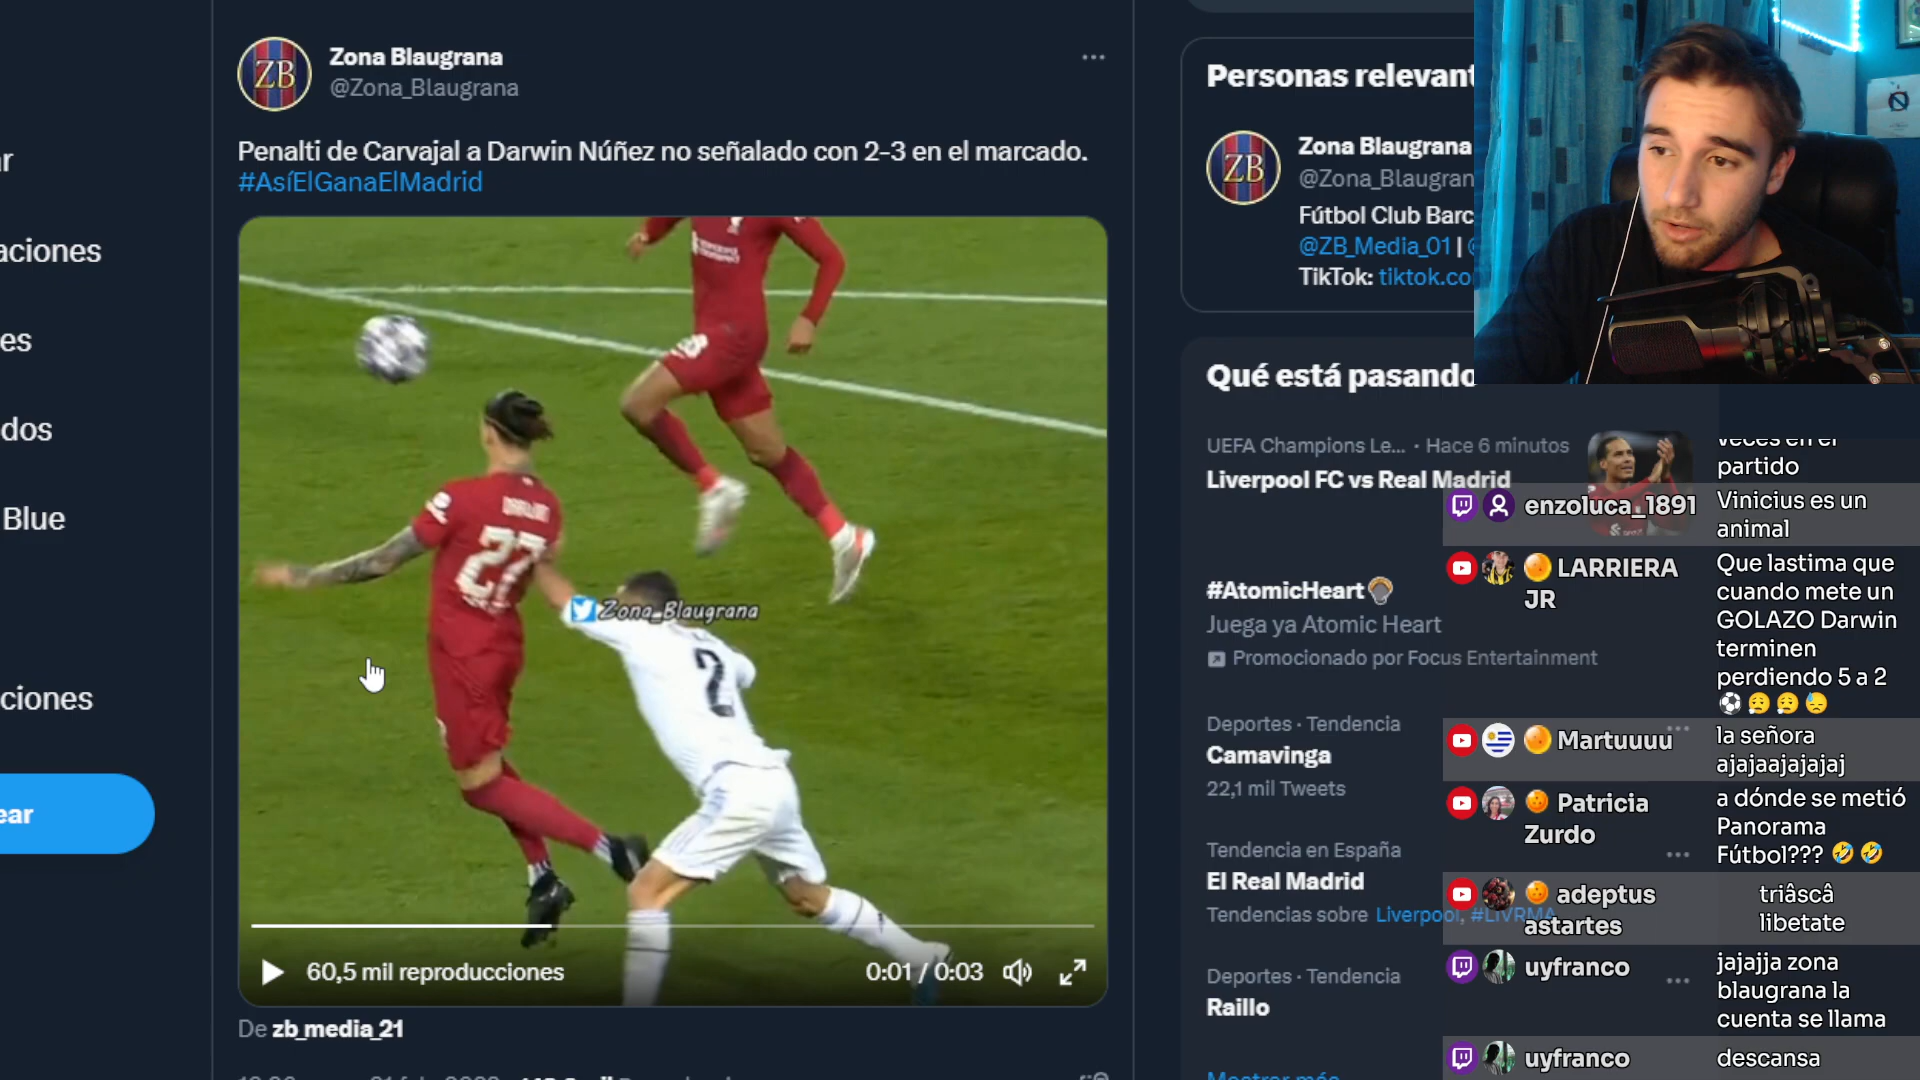 Zona Blaugrana
@Zona_Blaugrana
Penalti de Carvajal a Darwin Núñez no señalado con 2-3 en el marcado.
#AsíElGanaElMadrid
ZB
27
2
Zona_Blaugrana
60,5 mil reproducciones
0:01 / 0:03
De zb_media_21
ar
aciones
es
dos
Blue
ciones
ear
Personas relevant
ZB
Zona Blaugrana
@Zona_Blaugran
Fútbol Club Barc
@ZB_Media_01 |
TikTok: tiktok.co
Qué está pasando
UEFA Champions Le... · Hace 6 minutos
Liverpool FC vs Real Madrid
#AtomicHeart
Juega ya Atomic Heart
Promocionado por Focus Entertainment
Deportes · Tendencia
Camavinga
22,1 mil Tweets
Tendencia en España
El Real Madrid
Tendencias sobre Liverpool, #LIVRMA
Deportes · Tendencia
Raillo
Mostrar más
veces en el
partido
enzoluca_1891
Vinicius es un
animal
LARRIERA
JR
Que lastima que
cuando mete un
GOLAZO Darwin
terminen
perdiendo 5 a 2
⚽😥😥😓
Martuuuu
la señora
ajajaajajajaj
Patricia
Zurdo
a dónde se metió
Panorama
Fútbol??? 🤣🤣
adeptus
astartes
triâscâ
libetate
uyfranco
jajajja zona
blaugrana la
cuenta se llama
uyfranco
descansa